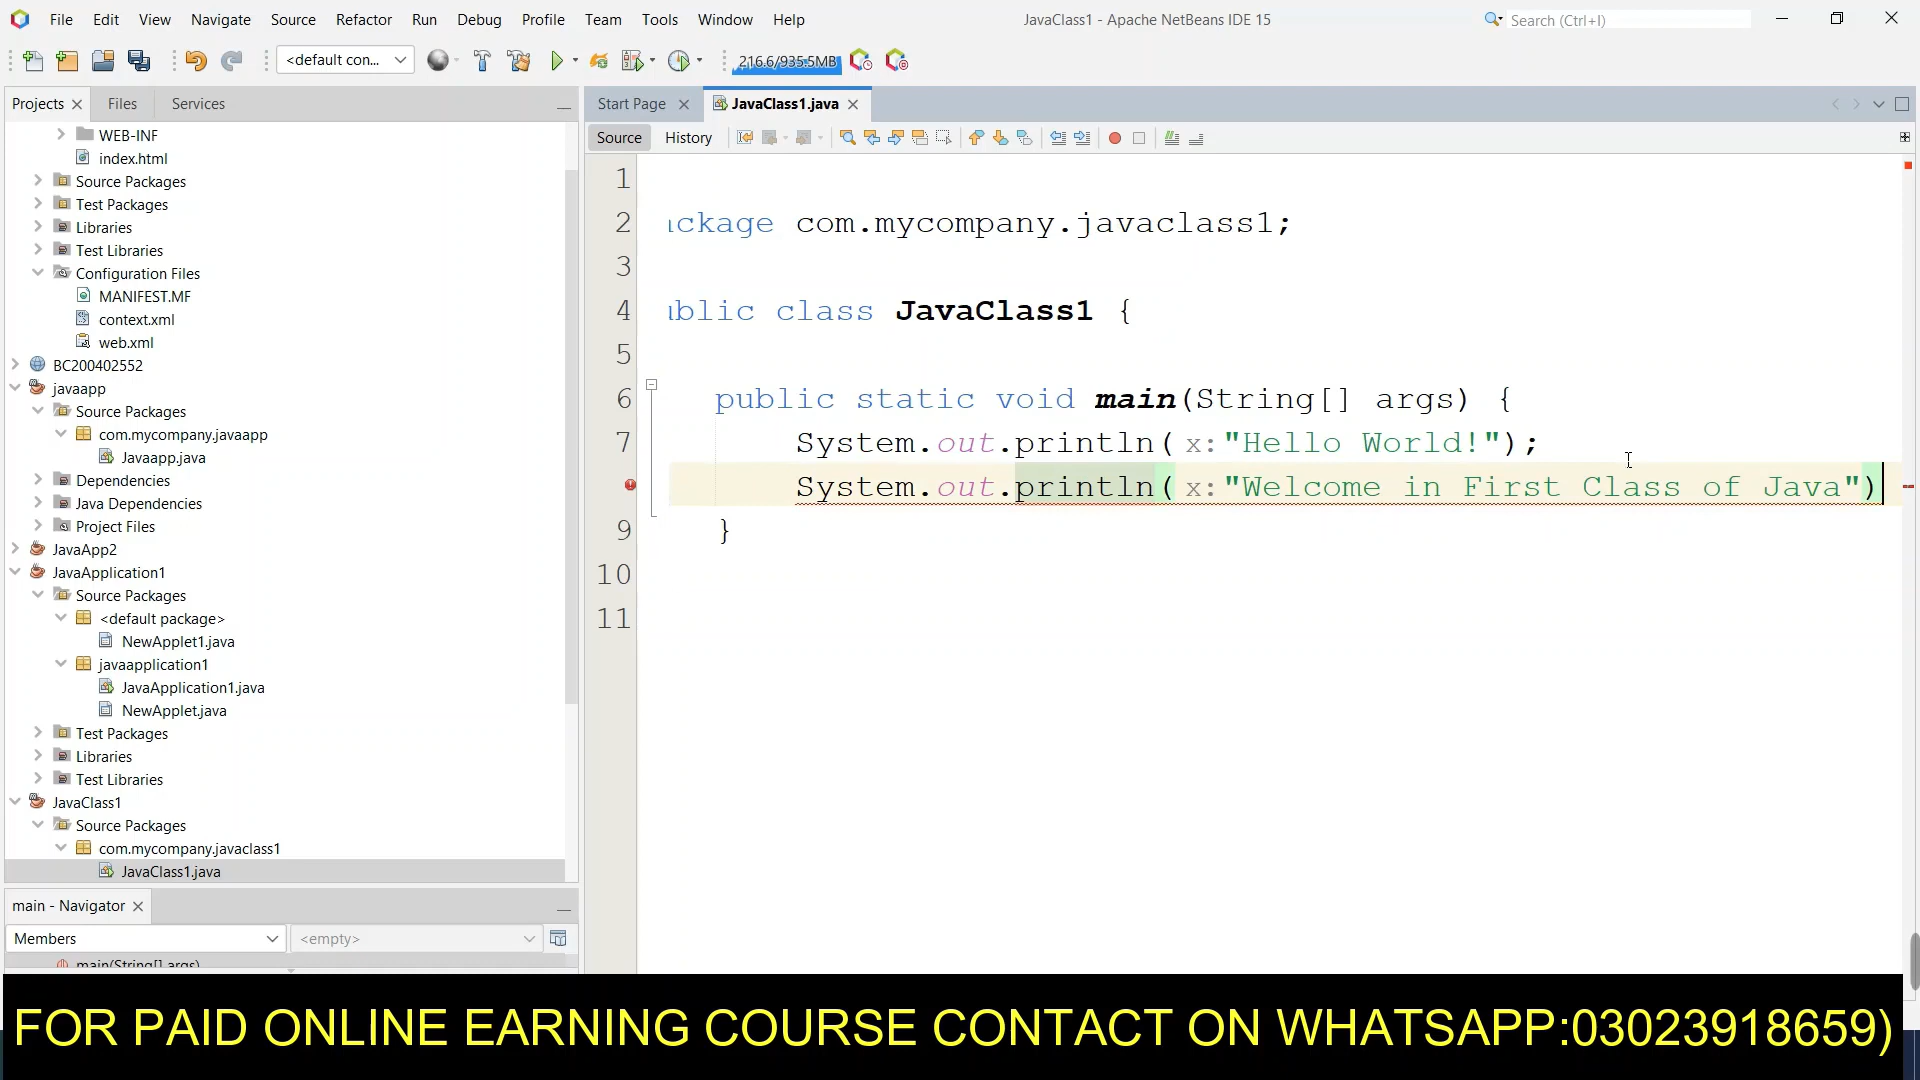 File Edit View Navigate Source Refactor Run Debug Profile Team Tools Window Help
JavaClass1 - Apache NetBeans IDE 15
Search (Ctrl+I)
<default con...
216.6/935.5MB
Projects
Files
Services
WEB-INF
index.html
Source Packages
Test Packages
Libraries
Test Libraries
Configuration Files
MANIFEST.MF
context.xml
web.xml
BC200402552
javaapp
Source Packages
com.mycompany.javaapp
Javaapp.java
Dependencies
Java Dependencies
Project Files
JavaApp2
JavaApplication1
Source Packages
<default package>
NewApplet1.java
javaapplication1
JavaApplication1.java
NewApplet.java
Test Packages
Libraries
Test Libraries
JavaClass1
Source Packages
com.mycompany.javaclass1
JavaClass1.java
main - Navigator
Members
<empty>
main(String[] args)
Start Page
JavaClass1.java
Source
History
1
2 ackage com.mycompany.javaclass1;
3
4 ublic class JavaClass1 {
5
6 public static void main(String[] args) {
7 System.out.println( x: "Hello World!");
System.out.println( x: "Welcome in First Class of Java")
9 }
10
11
FOR PAID ONLINE EARNING COURSE CONTACT ON WHATSAPP:03023918659)